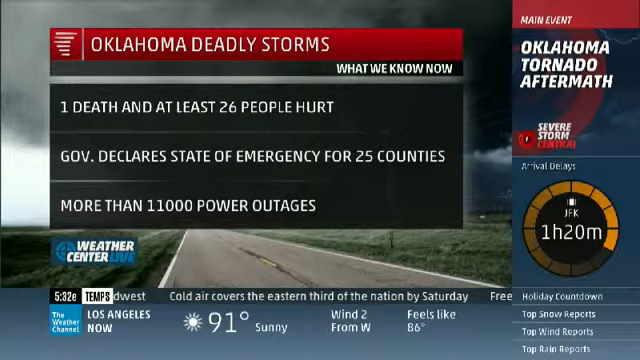 OKLAHOMA DEADLY STORMS
WHAT WE KNOW NOW
1 DEATH AND AT LEAST 26 PEOPLE HURT
GOV. DECLARES STATE OF EMERGENCY FOR 25 COUNTIES
MORE THAN 11000 POWER OUTAGES
WEATHER
CENTER LIVE
MAIN EVENT
OKLAHOMA
TORNADO
AFTERMATH
SEVERE
STORM
CENTRAL
Arrival Delays
JFK
1h20m
Holiday Countdown
Top Snow Reports
Top Wind Reports
Top Rain Reports
5:32e TEMPS dwest Cold air covers the eastern third of the nation by Saturday Free
The
Weather
Channel
LOS ANGELES
NOW
91°
Sunny
Wind 2
From W
Feels like
86°